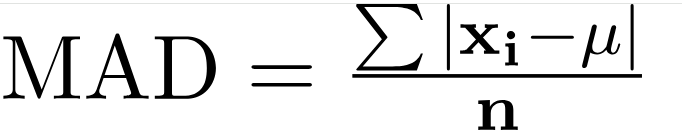 MAD = ∑ |xᵢ−μ| / n